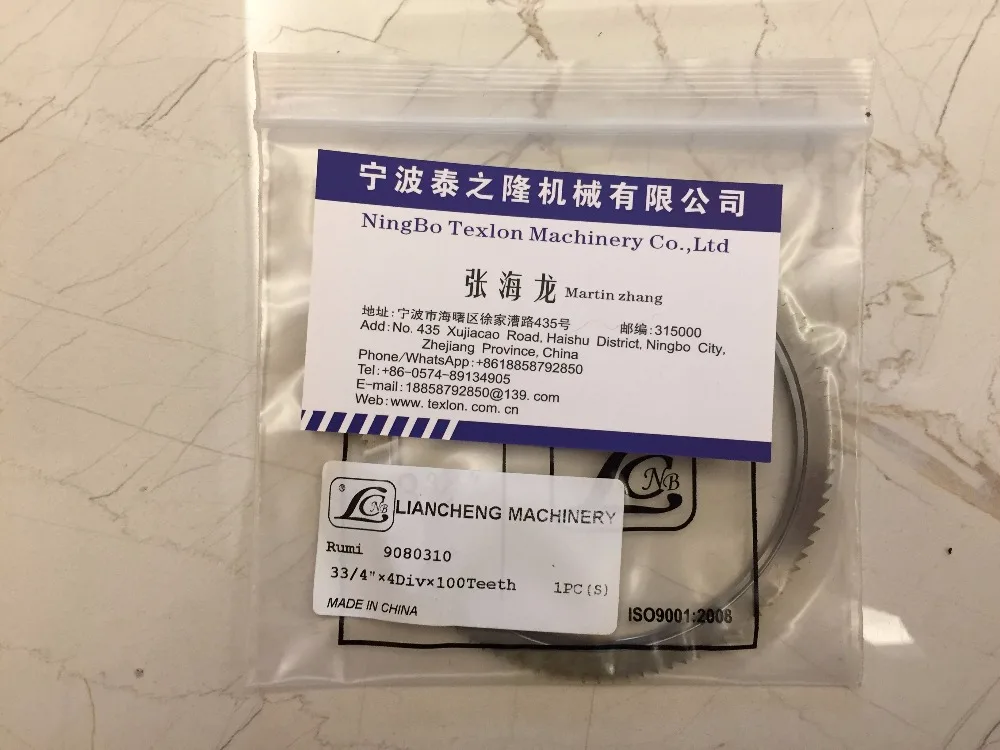 宁波泰之隆机械有限公司
NingBo Texlon Machinery Co.,Ltd
张海龙 Martin zhang
地址:宁波市海曙区徐家漕路435号 邮编:315000
Add:No. 435 Xujiacao Road, Haishu District, Ningbo City,
Zhejiang Province, China
Phone/WhatsApp:+8618858792850
Tel:+86-0574-89134905
E-mail:18858792850@139. com
Web:www. texlon. com. cn
LC NB
® LC NB LIANCHENG MACHINERY
Rumi 9080310
33/4"×4Div×100Teeth 1PC(S)
MADE IN CHINA
ISO9001:2008